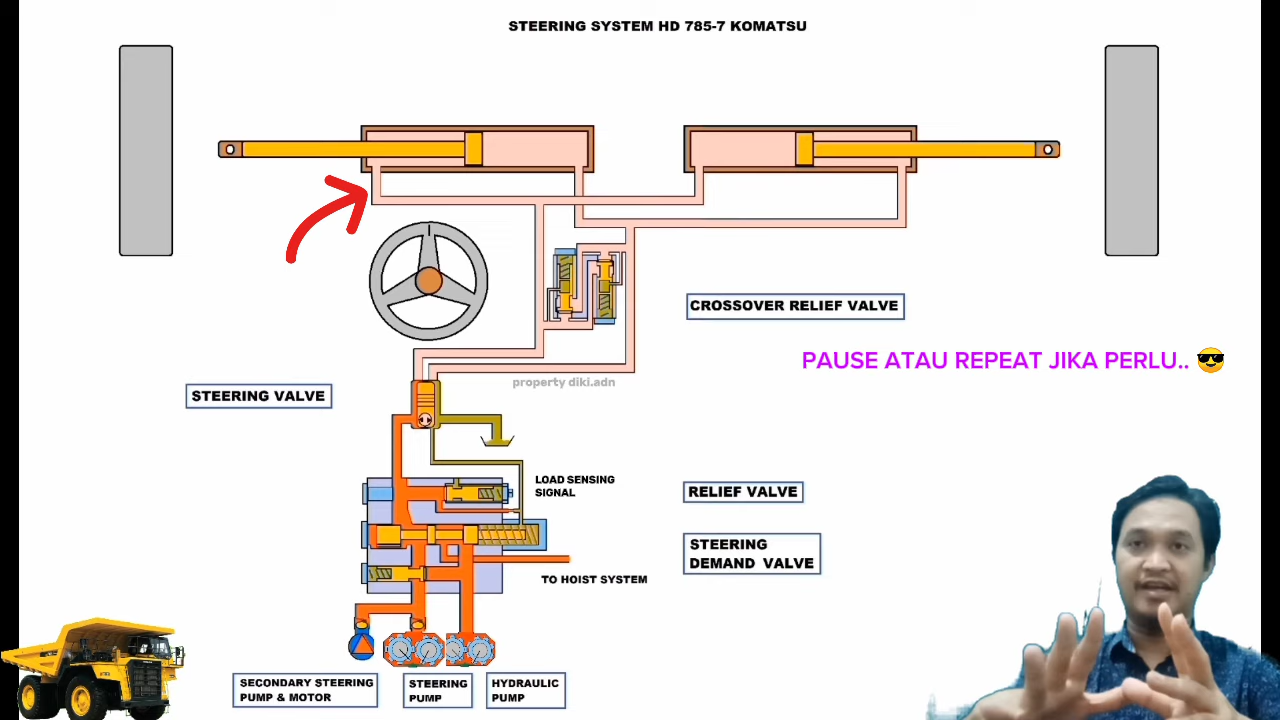 STEERING SYSTEM HD 785-7 KOMATSU
CROSSOVER RELIEF VALVE
PAUSE ATAU REPEAT JIKA PERLU.. 😎
property diki.adn
STEERING VALVE
LOAD SENSING
SIGNAL
RELIEF VALVE
STEERING
DEMAND VALVE
TO HOIST SYSTEM
SECONDARY STEERING
PUMP & MOTOR
STEERING
PUMP
HYDRAULIC
PUMP